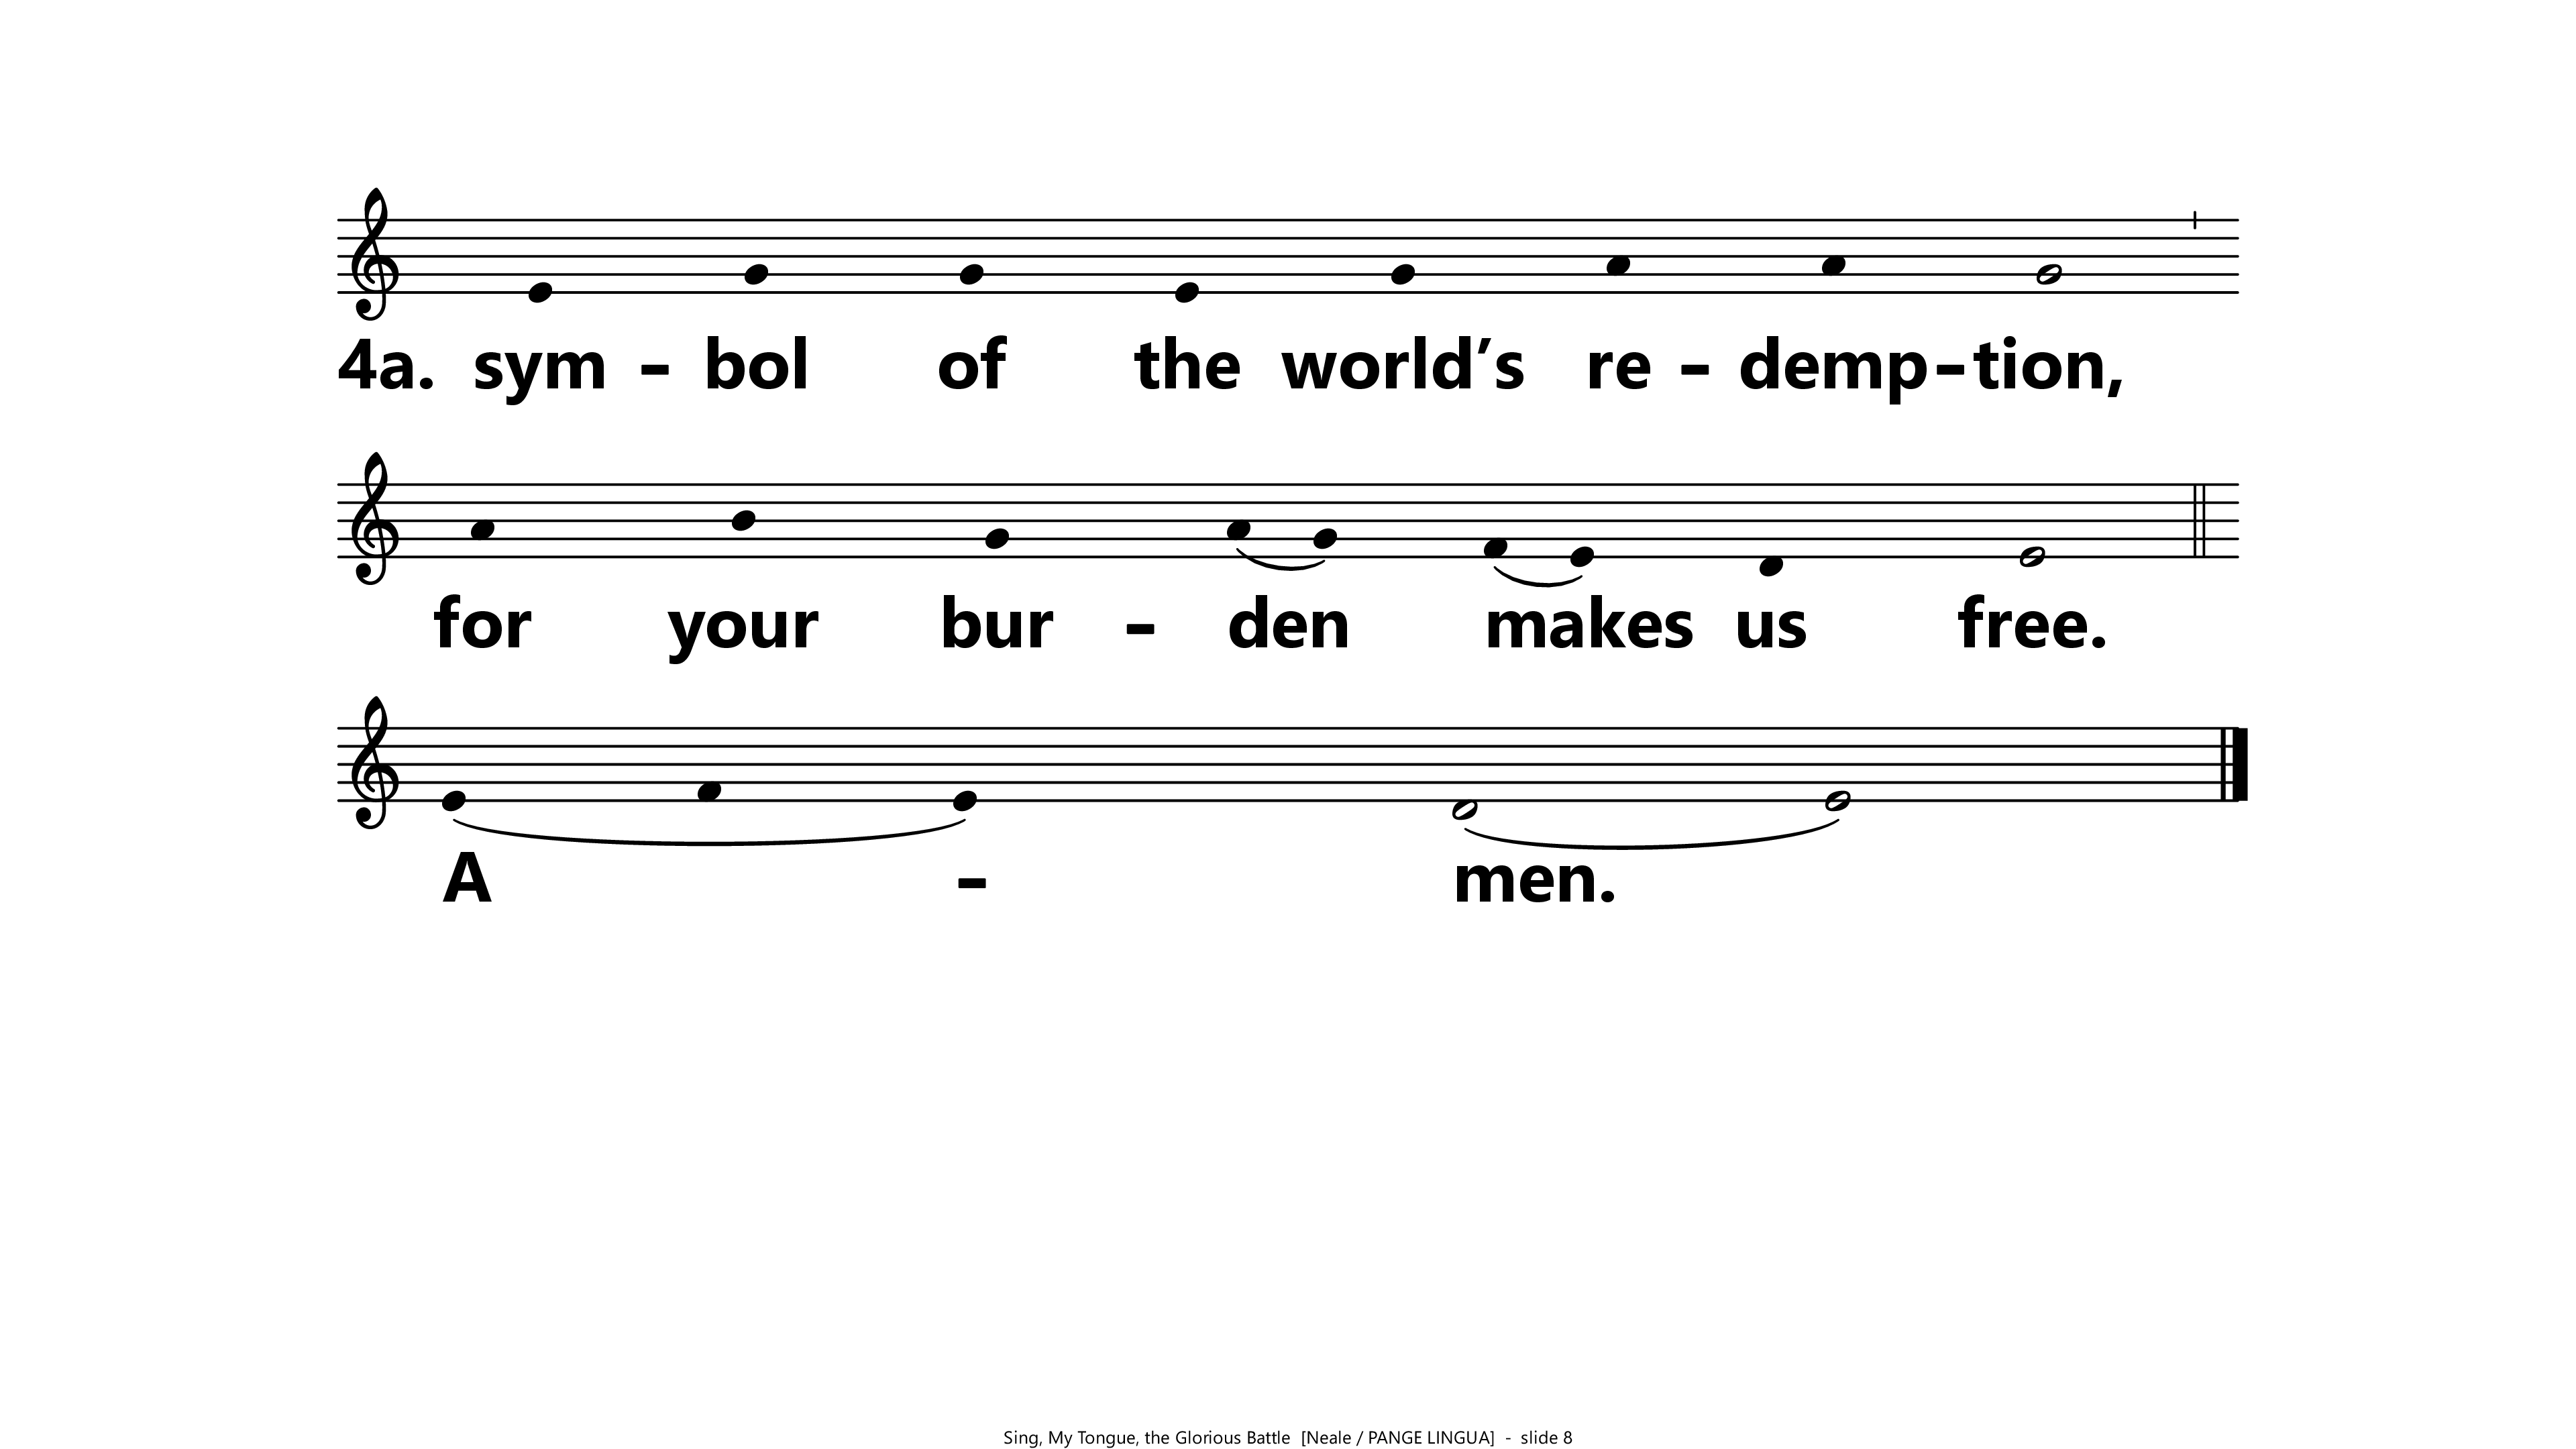 4a. sym - bol of the world’s re - demp - tion,
for your bur - den makes us free.
A - men.
Sing, My Tongue, the Glorious Battle [Neale / PANGE LINGUA] - slide 8